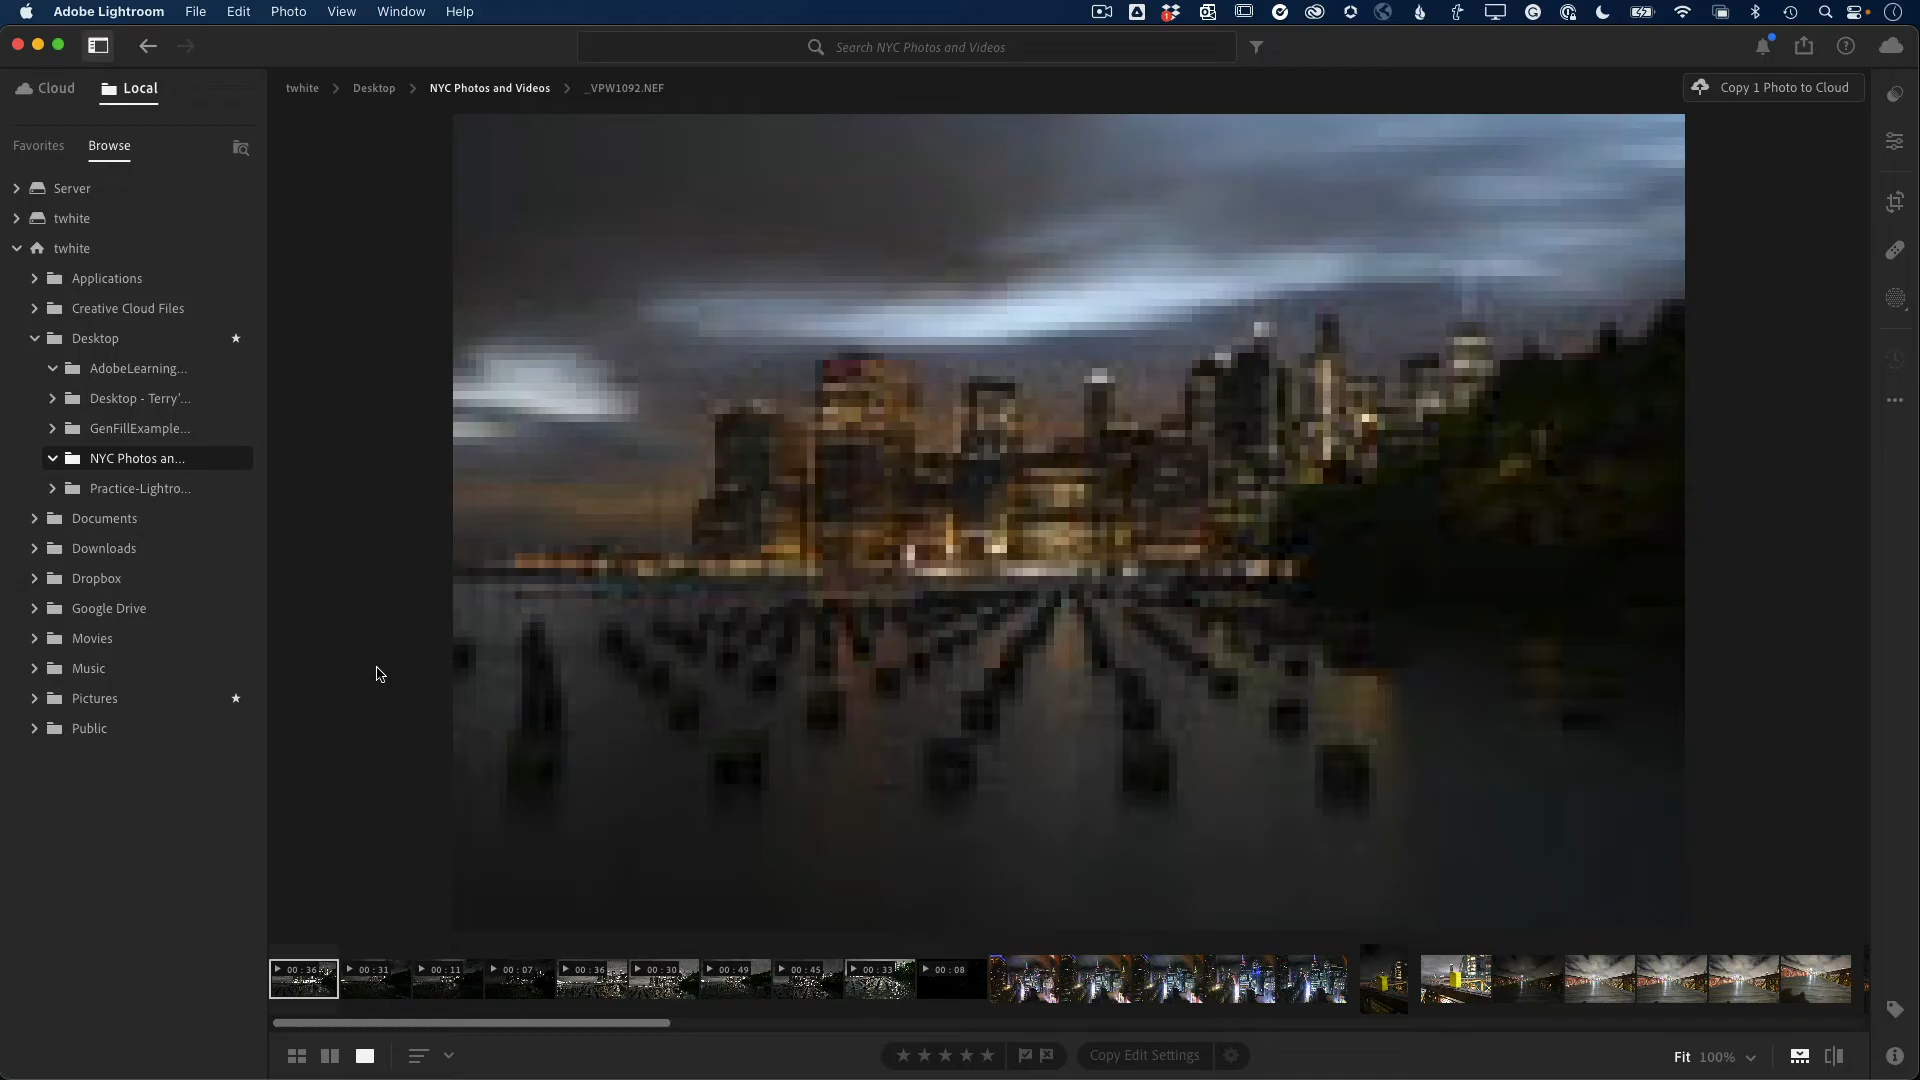 Adobe Lightroom File Edit Photo View Window Help
Search NYC Photos and Videos
Cloud Local
twhite Desktop NYC Photos and Videos _VPW1092.NEF
Copy 1 Photo to Cloud
Favorites Browse
Server
twhite
twhite
Applications
Creative Cloud Files
Desktop
AdobeLearning...
Desktop - Terry'...
GenFillExample...
NYC Photos an...
Practice-Lightro...
Documents
Downloads
Dropbox
Google Drive
Movies
Music
Pictures
Public
00 : 36 00 : 31 00 : 11 00 : 07 00 : 36 00 : 30 00 : 49 00 : 45 00 : 33 00 : 08
Copy Edit Settings
Fit 100%